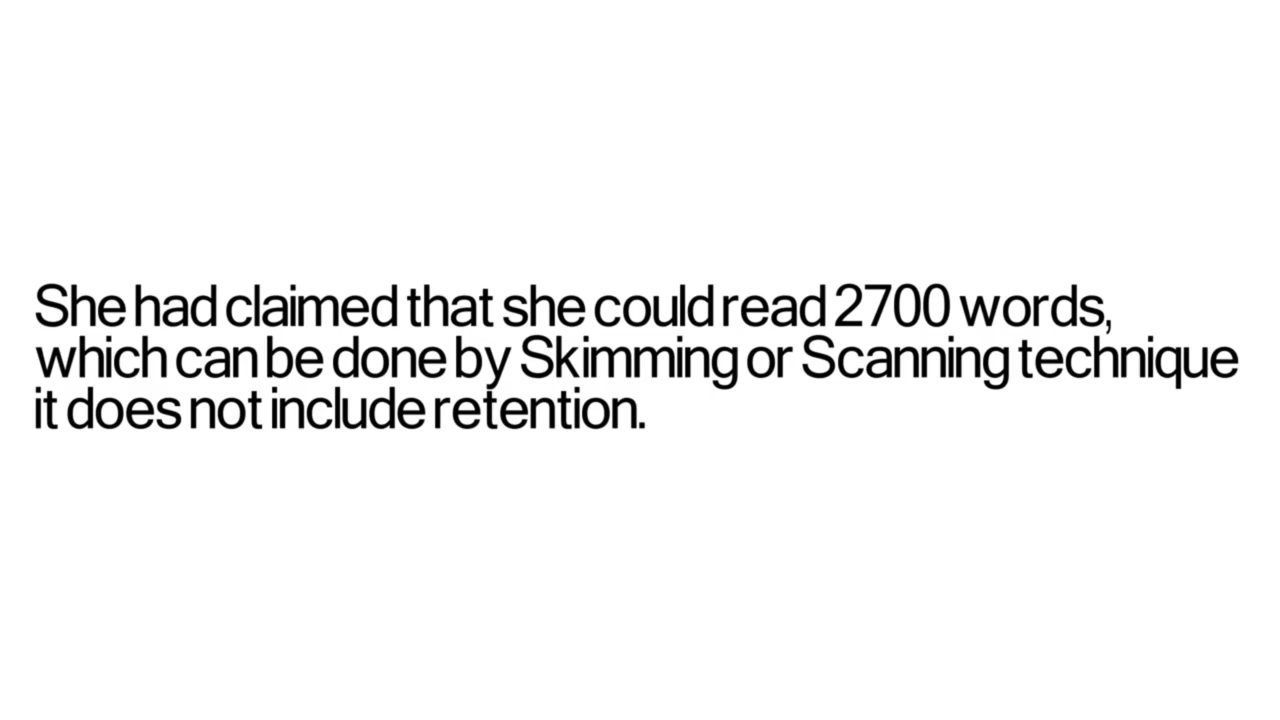 She had claimed that she could read 2700 words,
which can be done by Skimming or Scanning technique
it does not include retention.